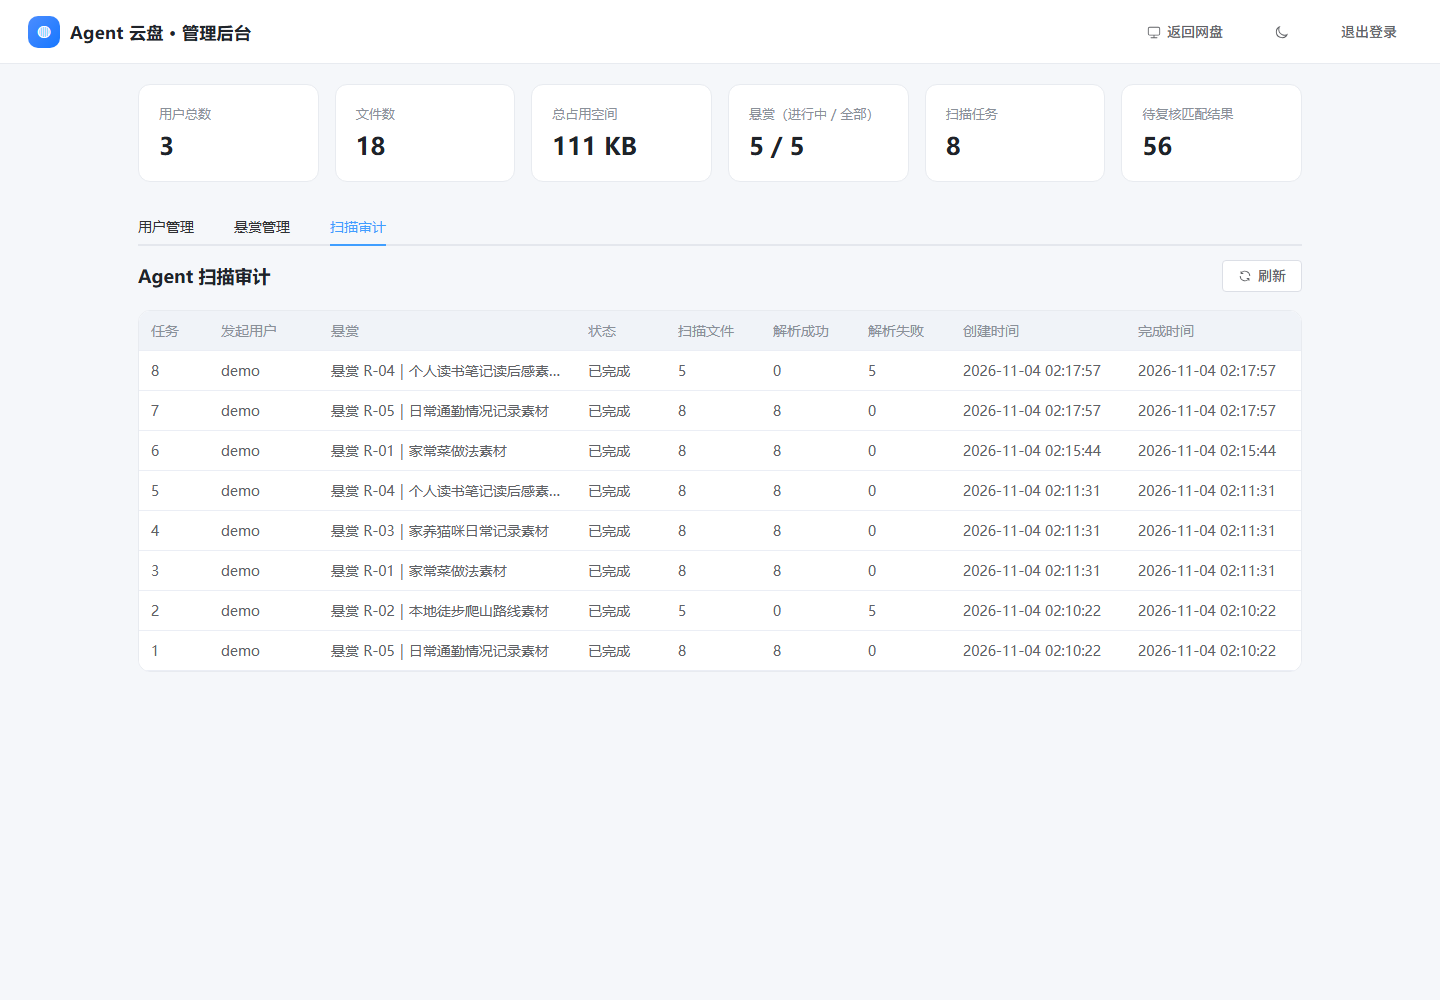 Agent 云盘 · 管理后台
返回网盘
退出登录
用户总数
3
文件数
18
总占用空间
111 KB
悬赏（进行中 / 全部）
5 / 5
扫描任务
8
待复核匹配结果
56
用户管理 悬赏管理 扫描审计
Agent 扫描审计
刷新
任务 发起用户 悬赏 状态 扫描文件 解析成功 解析失败 创建时间 完成时间
8 demo 悬赏 R-04｜个人读书笔记读后感素... 已完成 5 0 5 2026-11-04 02:17:57 2026-11-04 02:17:57
7 demo 悬赏 R-05｜日常通勤情况记录素材 已完成 8 8 0 2026-11-04 02:17:57 2026-11-04 02:17:57
6 demo 悬赏 R-01｜家常菜做法素材 已完成 8 8 0 2026-11-04 02:15:44 2026-11-04 02:15:44
5 demo 悬赏 R-04｜个人读书笔记读后感素... 已完成 8 8 0 2026-11-04 02:11:31 2026-11-04 02:11:31
4 demo 悬赏 R-03｜家养猫咪日常记录素材 已完成 8 8 0 2026-11-04 02:11:31 2026-11-04 02:11:31
3 demo 悬赏 R-01｜家常菜做法素材 已完成 8 8 0 2026-11-04 02:11:31 2026-11-04 02:11:31
2 demo 悬赏 R-02｜本地徒步爬山路线素材 已完成 5 0 5 2026-11-04 02:10:22 2026-11-04 02:10:22
1 demo 悬赏 R-05｜日常通勤情况记录素材 已完成 8 8 0 2026-11-04 02:10:22 2026-11-04 02:10:22